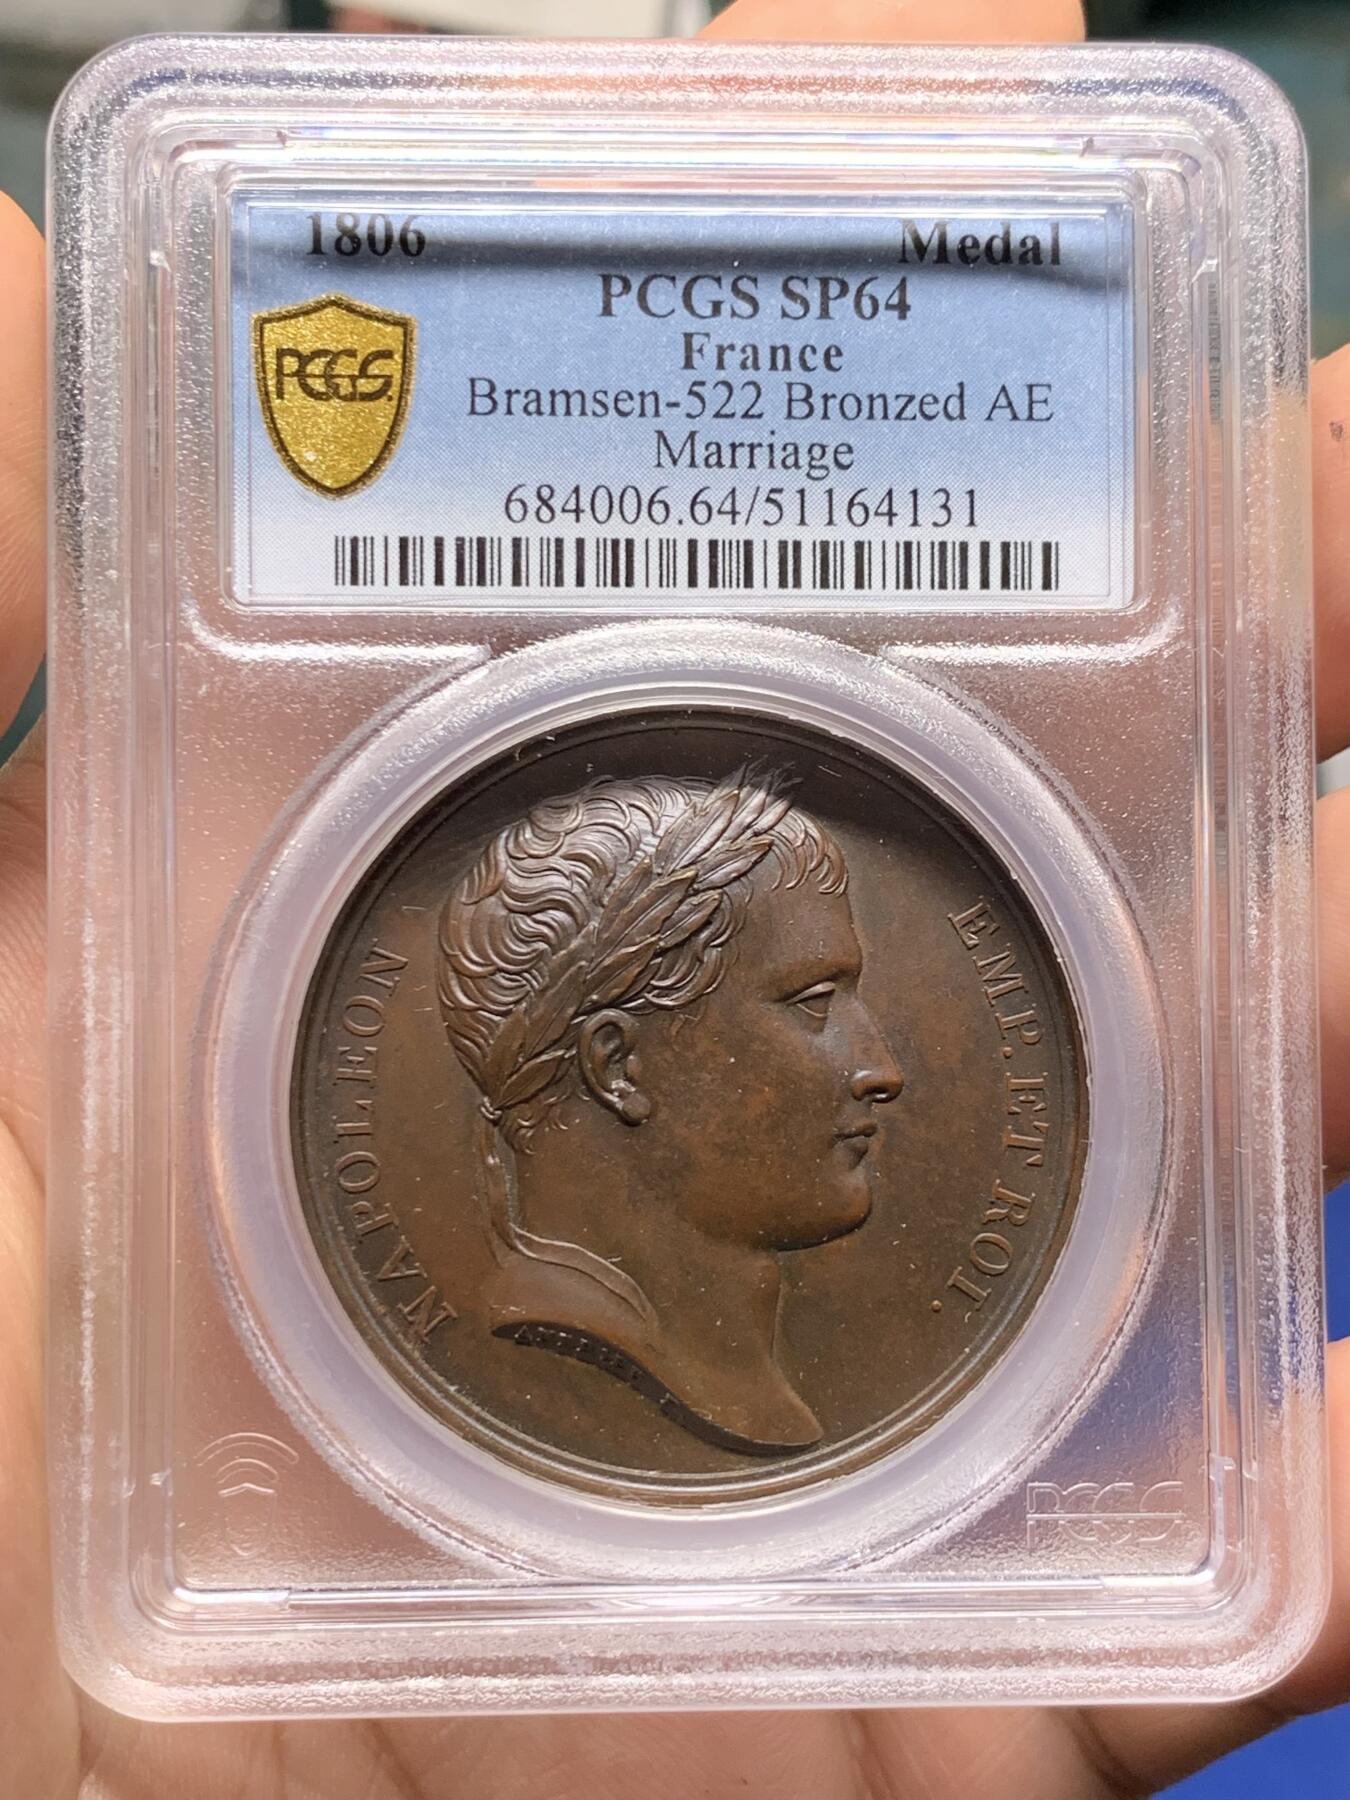 1806 Medal
PCGS SP64
France
PCGS
Bramsen-522 Bronzed AE
Marriage
684006.64/51164131
NAPOLEON
EMP. ET ROI.
ANDRIEU F.
PCGS